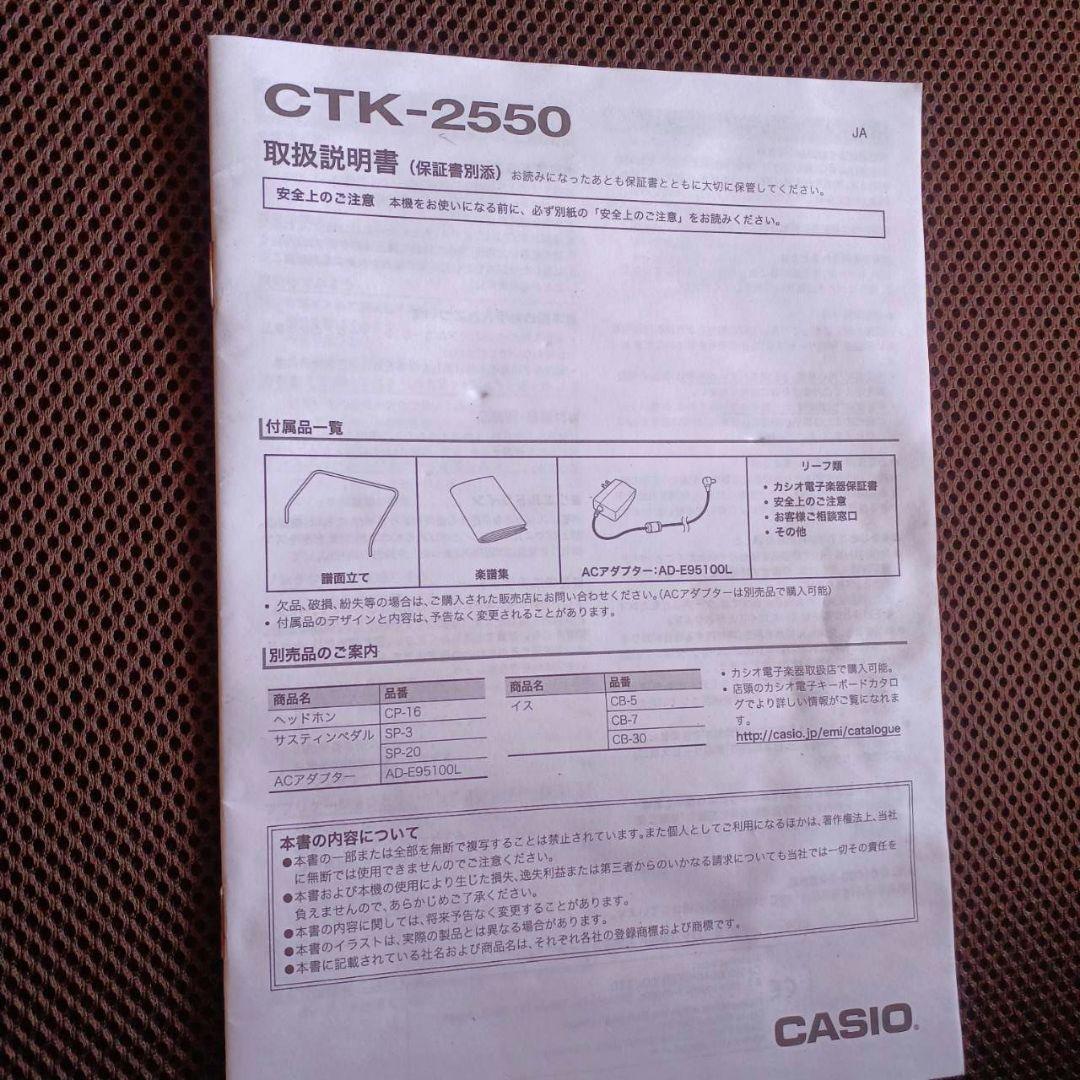 CTK-2550
JA
取扱説明書（保証書別添）お読みになったあとも保証書とともに大切に保管してください。
安全上のご注意　本機をお使いになる前に、必ず別紙の「安全上のご注意」をお読みください。
付属品一覧
譜面立て
楽譜集
ACアダプター：AD-E95100L
リーフ類
• カシオ電子楽器保証書
• 安全上のご注意
• お客様ご相談窓口
• その他
• 欠品、破損、紛失等の場合は、ご購入された販売店にお問い合わせください。（ACアダプターは別売品で購入可能）
• 付属品のデザインと内容は、予告なく変更されることがあります。
別売品のご案内
商品名 品番
ヘッドホン CP-16
サスティンペダル SP-3
SP-20
ACアダプター AD-E95100L
商品名 品番
イス CB-5
CB-7
CB-30
• カシオ電子楽器取扱店で購入可能。
• 店頭のカシオ電子キーボードカタロ
グでより詳しい情報がご覧になれま
す。
http://casio.jp/emi/catalogue
本書の内容について
●本書の一部または全部を無断で複写することは禁止されています。また個人としてご利用になるほかは、著作権法上、当社
に無断では使用できませんのでご注意ください。
●本書および本機の使用により生じた損失、逸失利益または第三者からのいかなる請求についても当社では一切その責任を
負えませんので、あらかじめご了承ください。
●本書の内容に関しては、将来予告なく変更することがあります。
●本書のイラストは、実際の製品とは異なる場合があります。
●本書に記載されている社名および商品名は、それぞれ各社の登録商標および商標です。
CASIO®